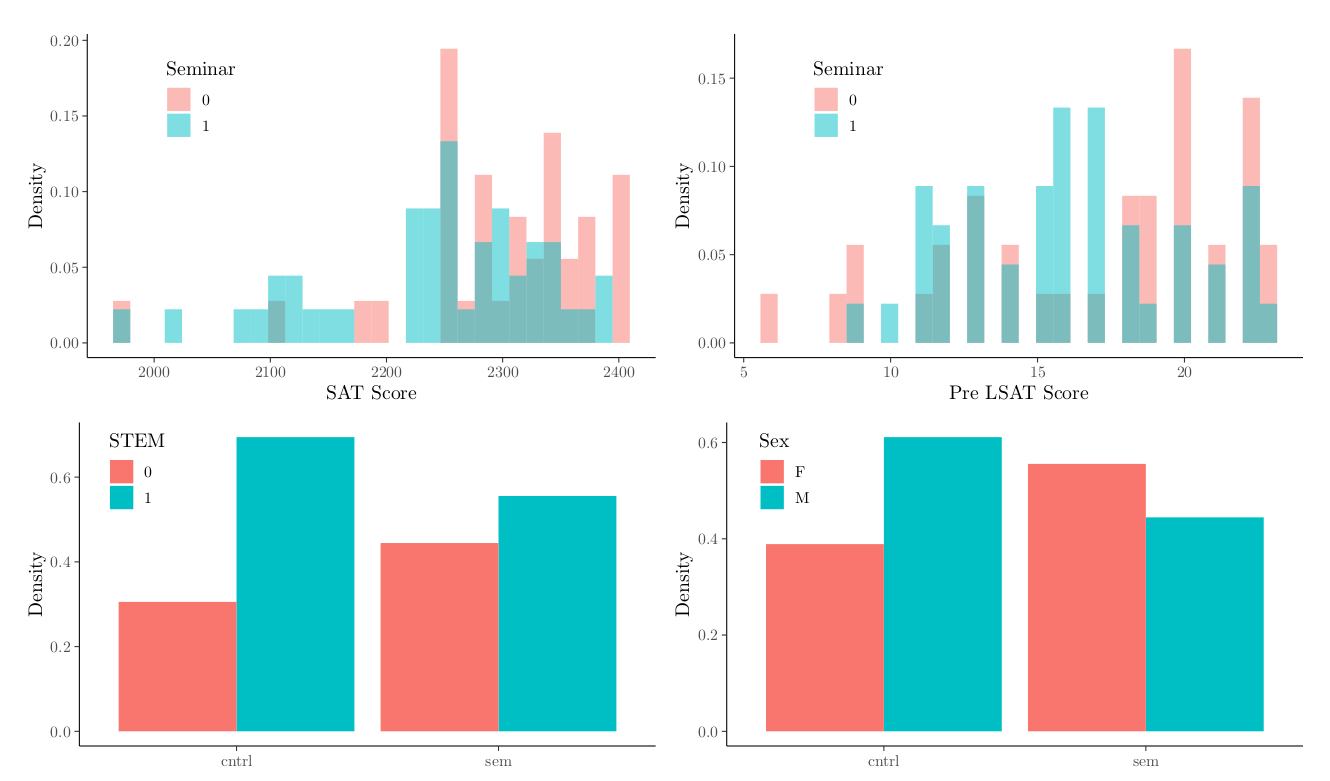 Seminar
0
1
0.20
0.15
0.10
0.05
0.00
Density
2000 2100 2200 2300 2400
SAT Score
Seminar
0
1
0.15
0.10
0.05
0.00
Density
5 10 15 20
Pre LSAT Score
STEM
0
1
0.6
0.4
0.2
0.0
Density
cntrl sem
Sex
F
M
0.6
0.4
0.2
0.0
Density
cntrl sem